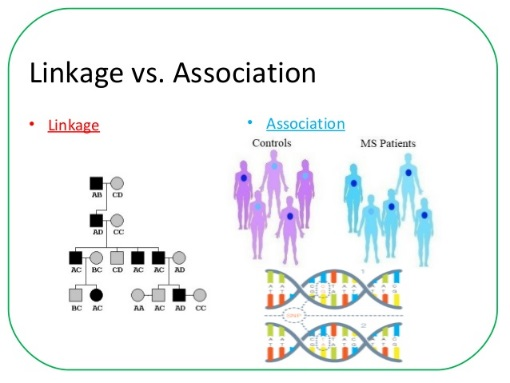 Linkage vs. Association
• Linkage
• Association
Controls
MS Patients
AB CD
AD CC
AC BC CD AC AC AD
BC AC AA AC AD CC